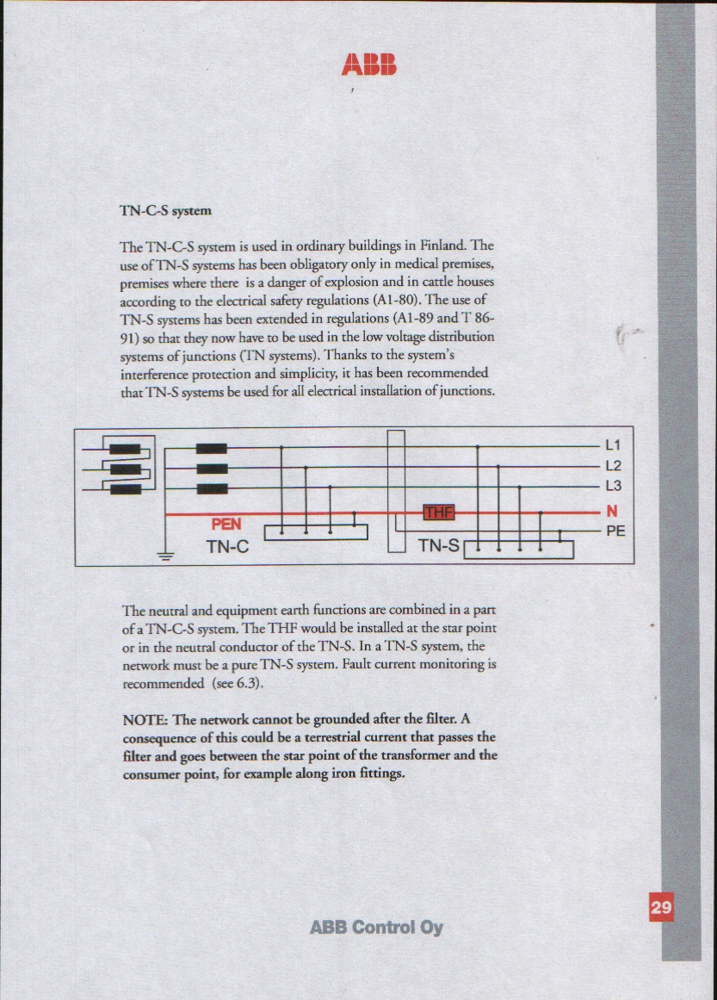 ABB
TN-C-S system
The TN-C-S system is used in ordinary buildings in Finland. The
use of TN-S systems has been obligatory only in medical premises,
premises where there is a danger of explosion and in cattle houses
according to the electrical safety regulations (A1-80). The use of
TN-S systems has been extended in regulations (A1-89 and T 86-
91) so that they now have to be used in the low voltage distribution
systems of junctions (TN systems). Thanks to the system's
interference protection and simplicity, it has been recommended
that TN-S systems be used for all electrical installation of junctions.
L1
L2
L3
THF
N
PEN
PE
TN-C
TN-S
The neutral and equipment earth functions are combined in a part
of a TN-C-S system. The THF would be installed at the star point
or in the neutral conductor of the TN-S. In a TN-S system, the
network must be a pure TN-S system. Fault current monitoring is
recommended (see 6.3).
NOTE: The network cannot be grounded after the filter. A
consequence of this could be a terrestrial current that passes the
filter and goes between the star point of the transformer and the
consumer point, for example along iron fittings.
29
ABB Control Oy